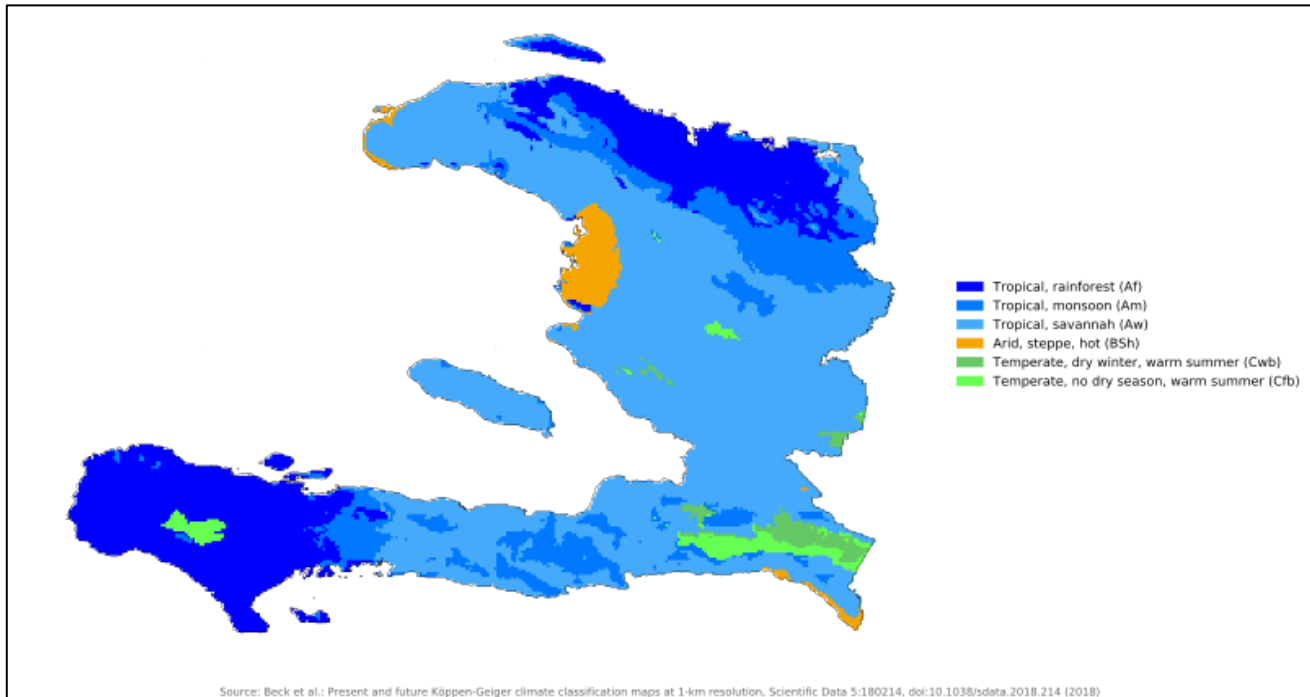 Tropical, rainforest (Af)
Tropical, monsoon (Am)
Tropical, savannah (Aw)
Arid, steppe, hot (BSh)
Temperate, dry winter, warm summer (Cwb)
Temperate, no dry season, warm summer (Cfb)
Source: Beck et al.: Present and future Köppen-Geiger climate classification maps at 1-km resolution, Scientific Data 5:180214, doi:10.1038/sdata.2018.214 (2018)